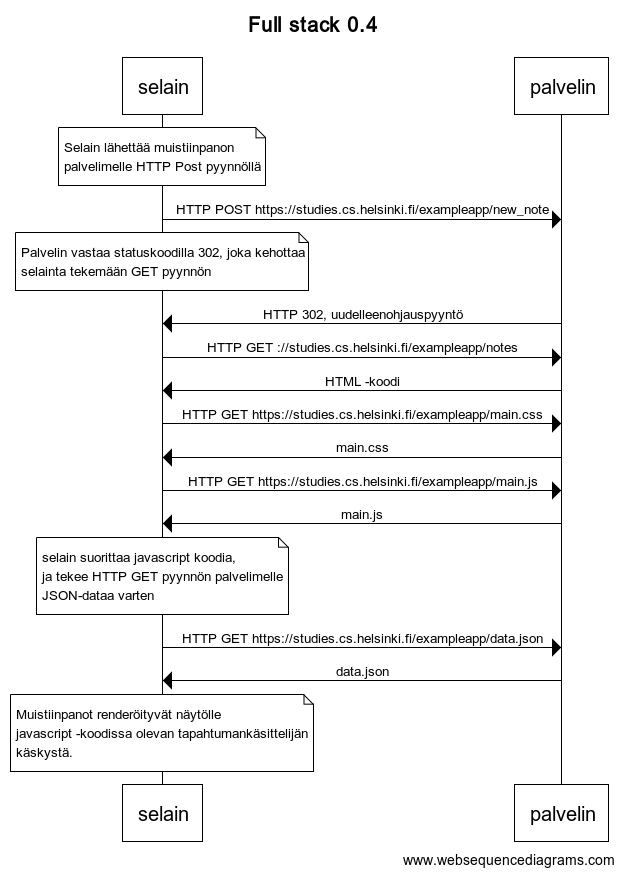 Full stack 0.4
selain
palvelin
Selain lähettää muistiinpanon
palvelimelle HTTP Post pyynnöllä
HTTP POST https://studies.cs.helsinki.fi/exampleapp/new_note
Palvelin vastaa statuskoodilla 302, joka kehottaa
selainta tekemään GET pyynnön
HTTP 302, uudelleenohjauspyyntö
HTTP GET ://studies.cs.helsinki.fi/exampleapp/notes
HTML -koodi
HTTP GET https://studies.cs.helsinki.fi/exampleapp/main.css
main.css
HTTP GET https://studies.cs.helsinki.fi/exampleapp/main.js
main.js
selain suorittaa javascript koodia,
ja tekee HTTP GET pyynnön palvelimelle
JSON-dataa varten
HTTP GET https://studies.cs.helsinki.fi/exampleapp/data.json
data.json
Muistiinpanot renderöityvät näytölle
javascript -koodissa olevan tapahtumankäsittelijän
käskystä.
selain
palvelin
www.websequencediagrams.com